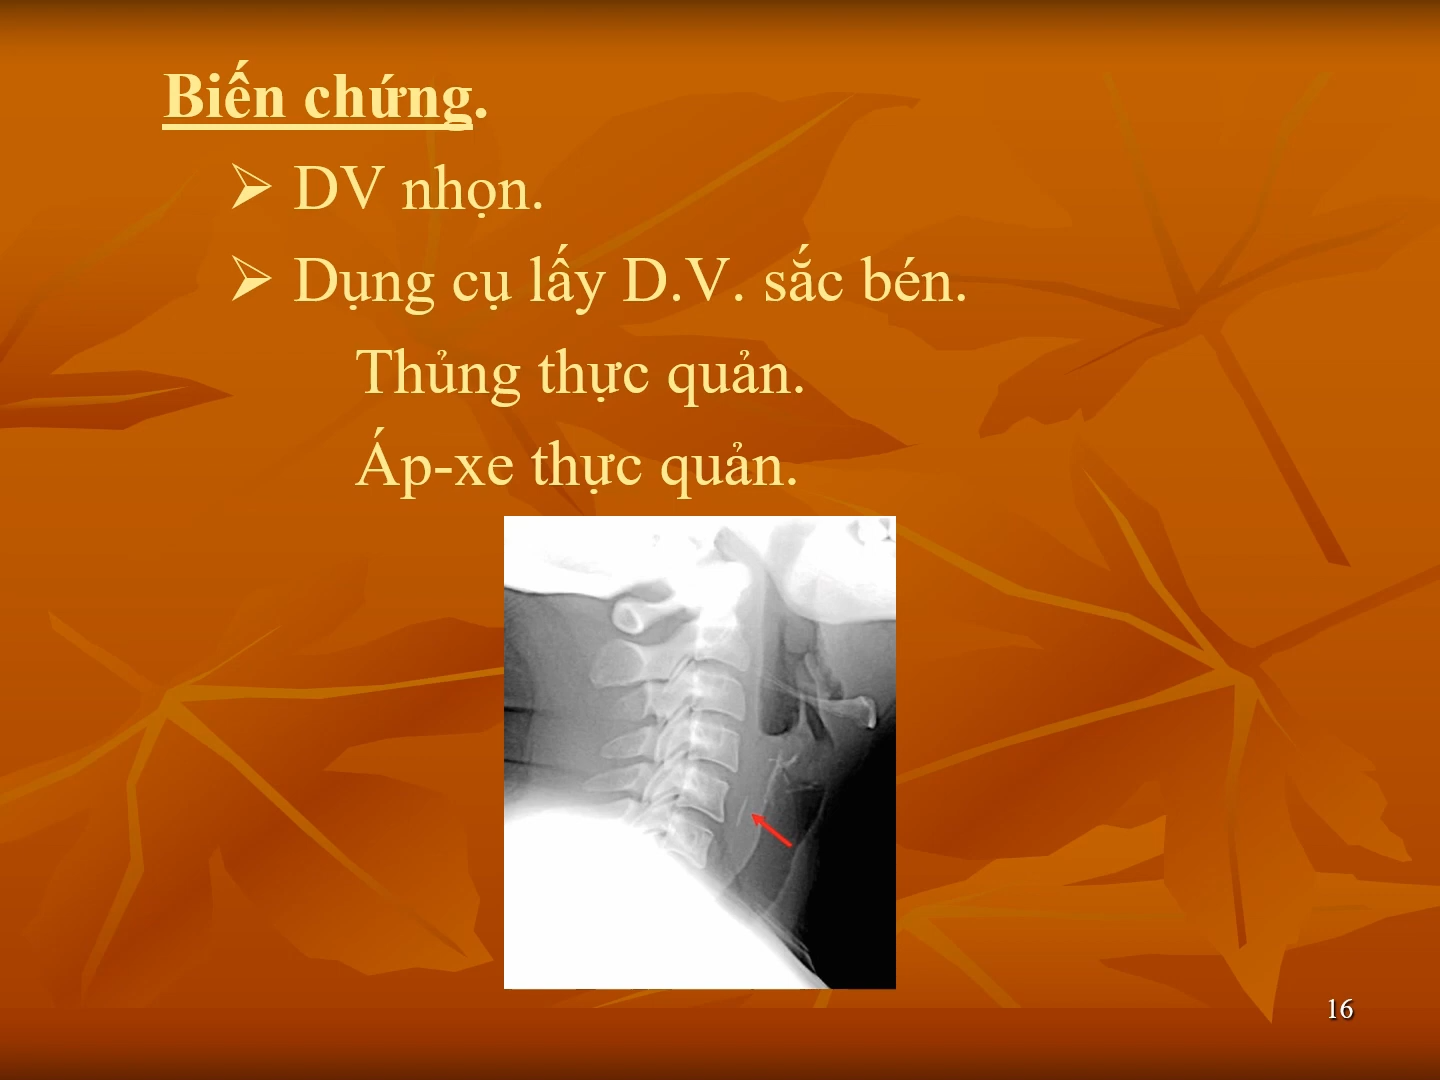 Biến chứng.
➢ DV nhọn.
➢ Dụng cụ lấy D.V. sắc bén.
Thủng thực quản.
Áp-xe thực quản.
16